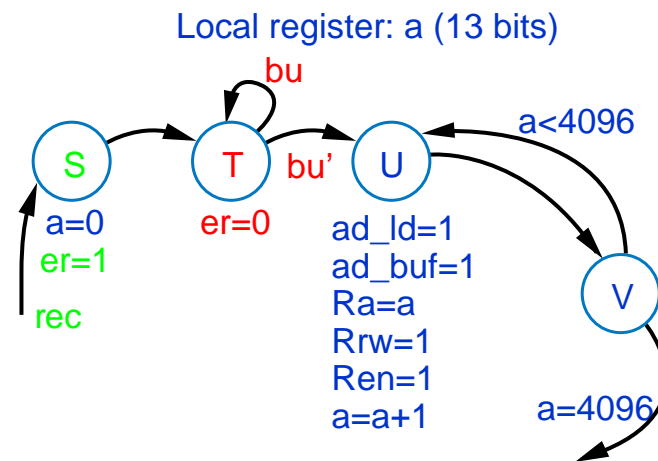 Local register: a (13 bits)
bu
a<4096
S
T
bu’
U
a=0
er=1
rec
er=0
ad_ld=1
ad_buf=1
Ra=a
Rrw=1
Ren=1
a=a+1
V
a=4096